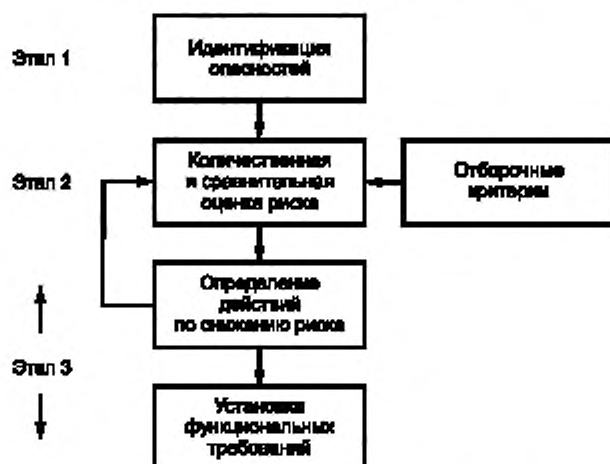 Этап 1
Идентификация
опасностей
Этап 2
Количественная
и сравнительная
оценка риска
Отборочные
критерии
Определение
действий
по снижению риска
Этап 3
Установка
функциональных
требований